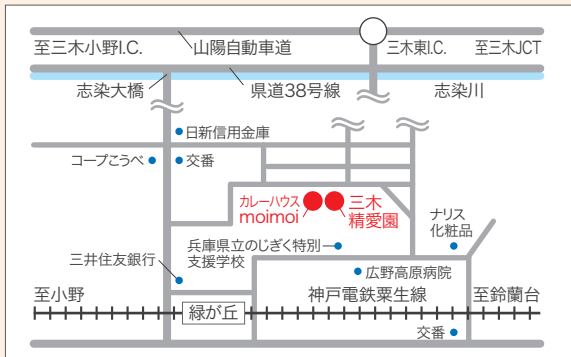 山陽自動車道
至三木小野I.C.
三木東I.C.
至三木JCT
志染大橋
県道38号線
志染川
日新信用金庫
コープこうべ
交番
カレーハウス
moimoi
三木
精愛園
ナリス
化粧品
兵庫県立のじぎく特別
支援学校
三井住友銀行
広野高原病院
至小野
緑が丘
神戸電鉄粟生線
至鈴蘭台
交番